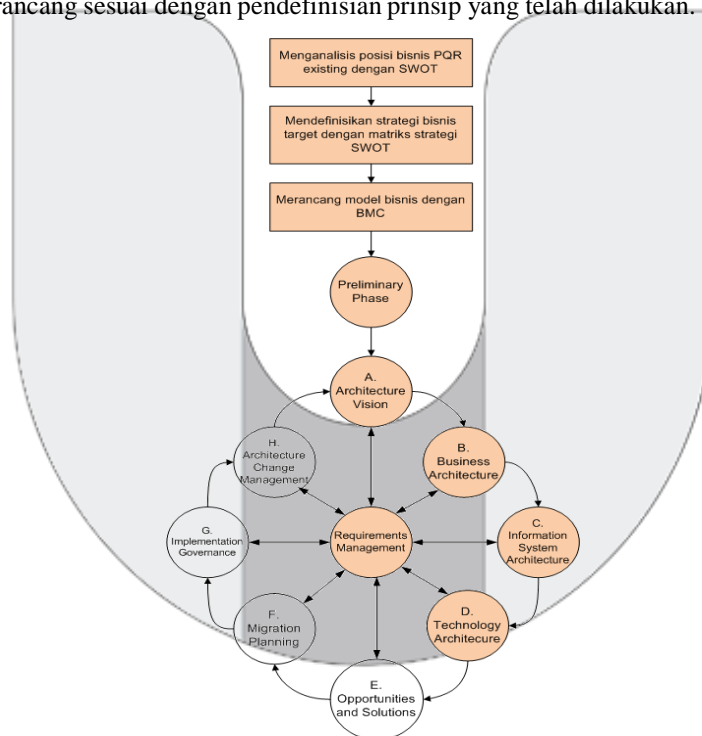 rancang sesuai dengan pendefinisian prinsip yang telah dilakukan.
Menganalisis posisi bisnis PQR
existing dengan SWOT
Mendefinisikan strategi bisnis
target dengan matriks strategi
SWOT
Merancang model bisnis dengan
BMC
Preliminary
Phase
A.
Architecture
Vision
H.
Architecture
Change
Management
B.
Business
Architecture
G.
Implementation
Governance
Requirements
Management
C.
Information
System
Architecture
F.
Migration
Planning
D.
Technology
Architecure
E.
Opportunities
and Solutions